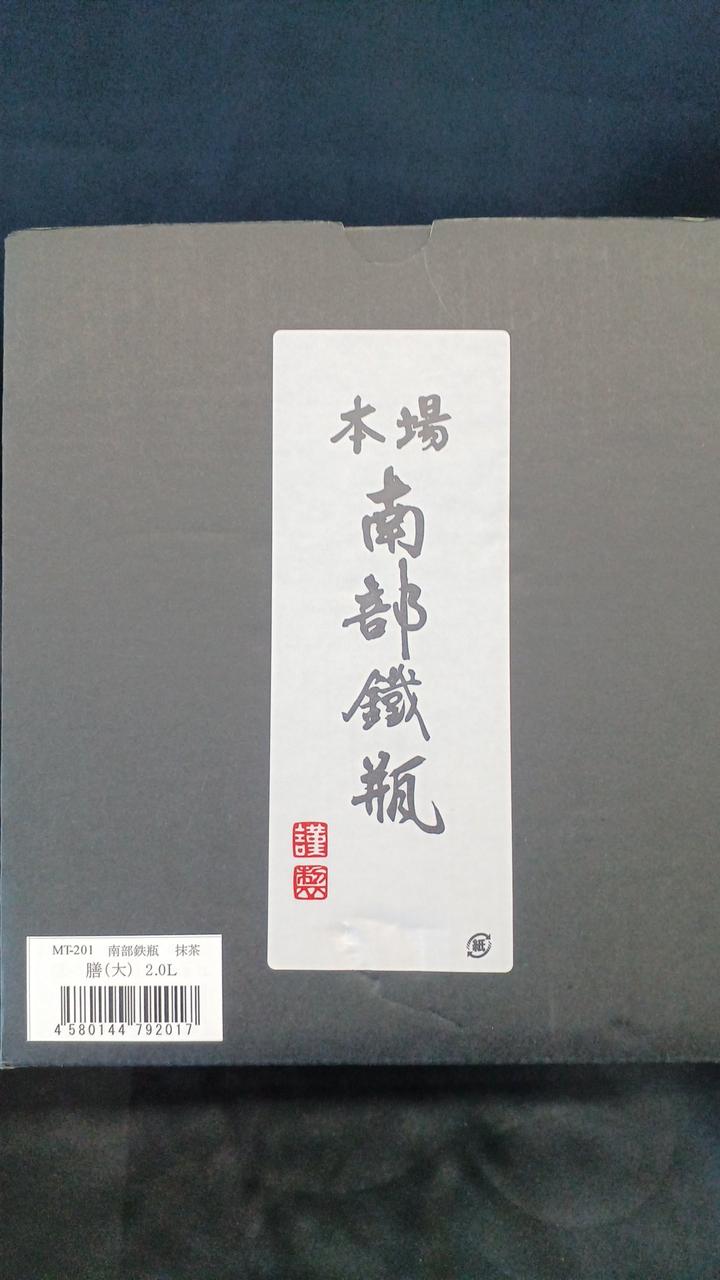 本場
南部鐵瓶
謹製
紙
MT-201 南部鉄瓶 抹茶
膳(大) 2.0L
4 580144 792017